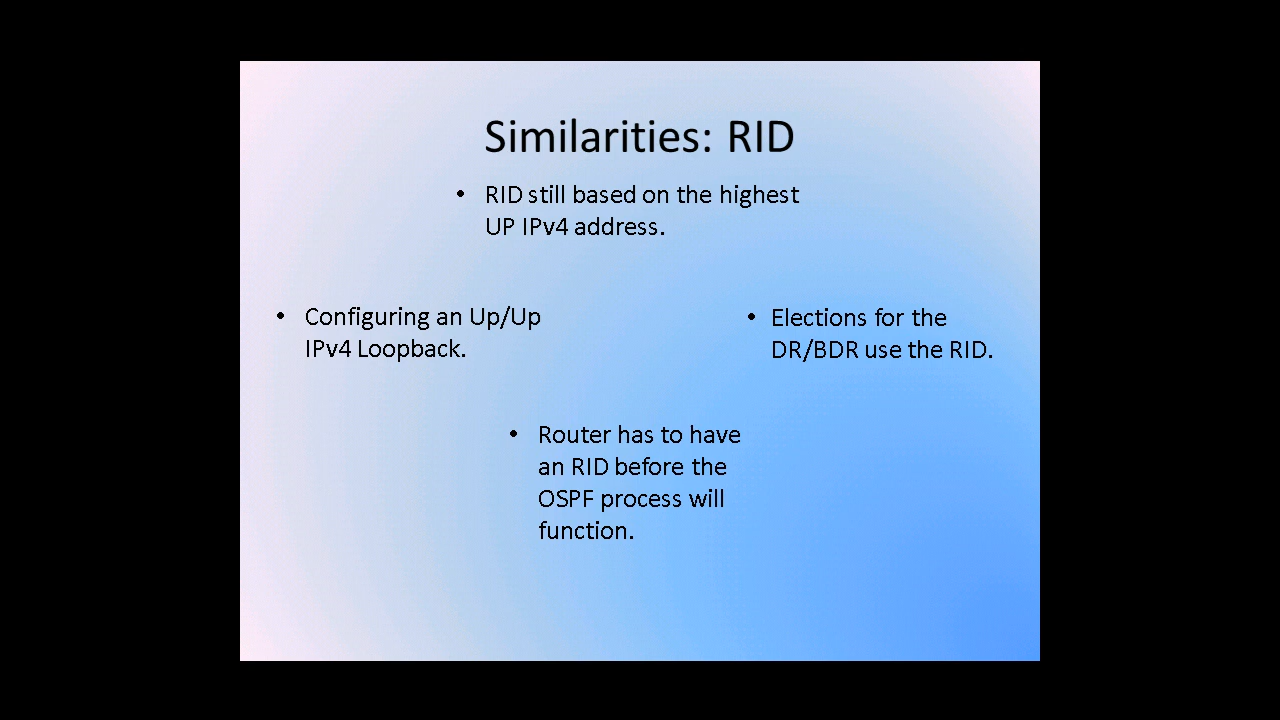 Similarities: RID
• RID still based on the highest
UP IPv4 address.
• Configuring an Up/Up
IPv4 Loopback.
• Elections for the
DR/BDR use the RID.
• Router has to have
an RID before the
OSPF process will
function.